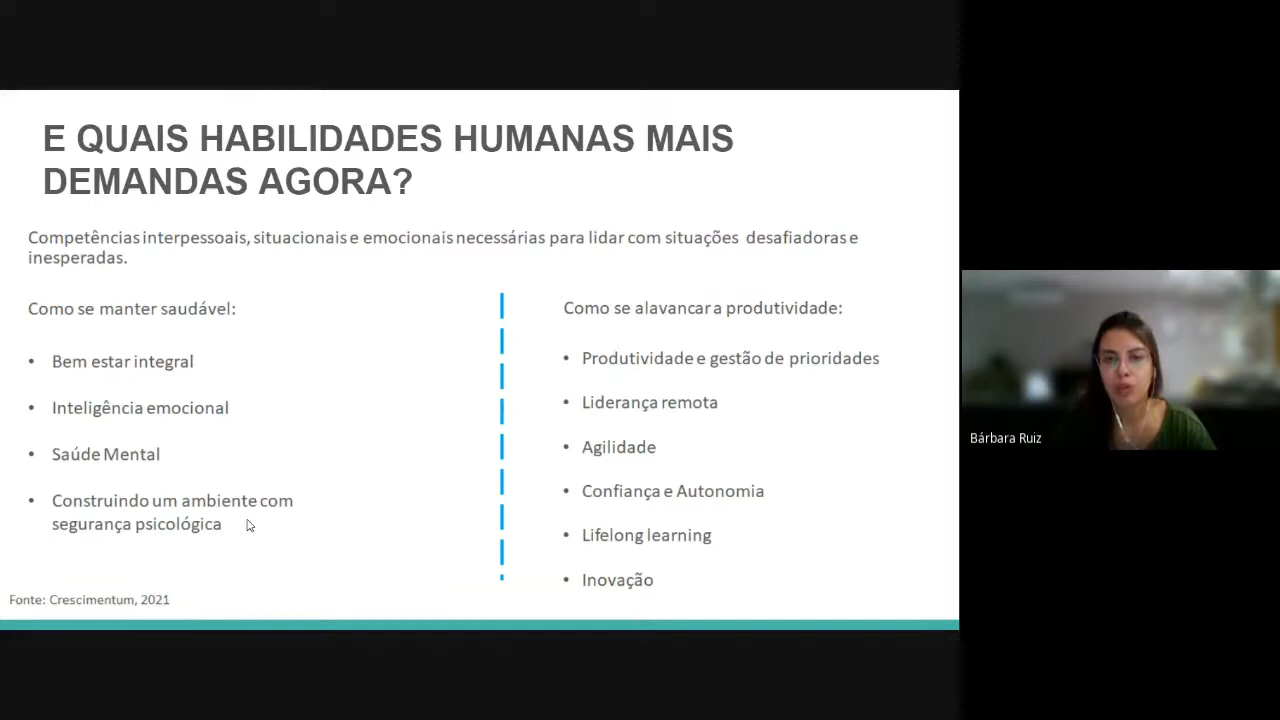 E QUAIS HABILIDADES HUMANAS MAIS
DEMANDAS AGORA?
Competências interpessoais, situacionais e emocionais necessárias para lidar com situações desafiadoras e
inesperadas.
Como se manter saudável:
• Bem estar integral
• Inteligência emocional
• Saúde Mental
• Construindo um ambiente com
segurança psicológica
Como se alavancar a produtividade:
• Produtividade e gestão de prioridades
• Liderança remota
• Agilidade
• Confiança e Autonomia
• Lifelong learning
• Inovação
Fonte: Crescimentum, 2021
Bárbara Ruiz